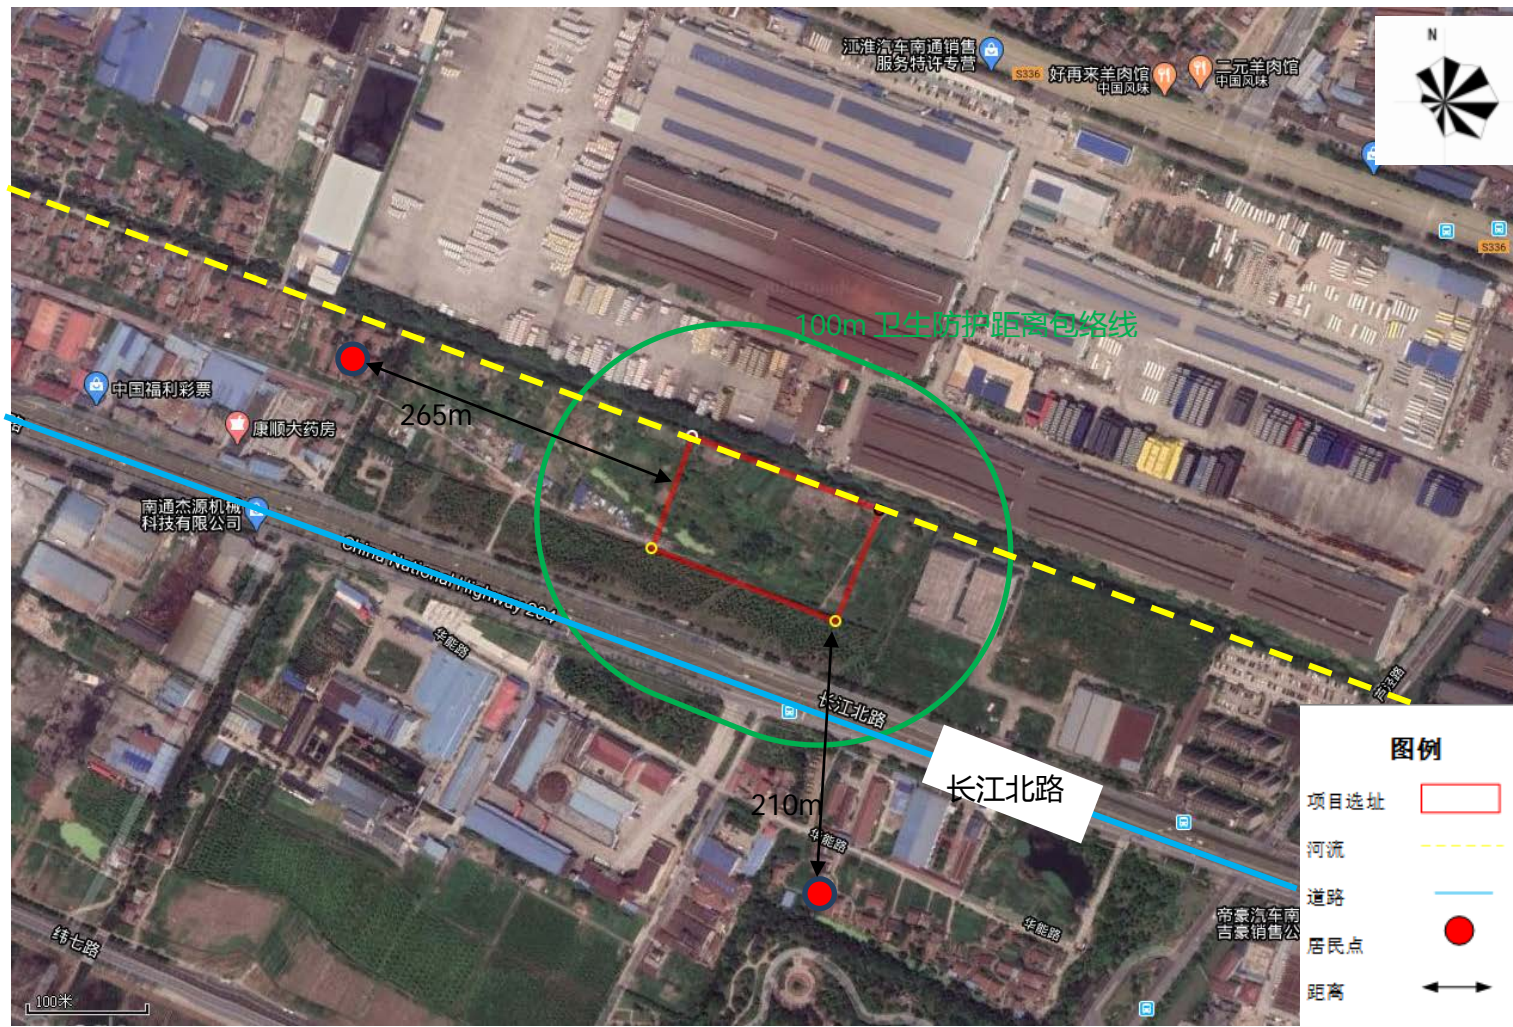 江淮汽车南通销售
服务特许专营
S336
好再来羊肉馆
中国风味
二元羊肉馆
中国风味
N
S336
100m 卫生防护距离包络线
中国福利彩票
265m
康顺大药房
路
南通杰源机械
科技有限公司
China National Highway 204
华能路
长江北路
长江北路
210m
华能路
华能路
帝豪汽车南
吉豪销售公
纬七路
100米
图例
项目选址
河流
道路
居民点
距离